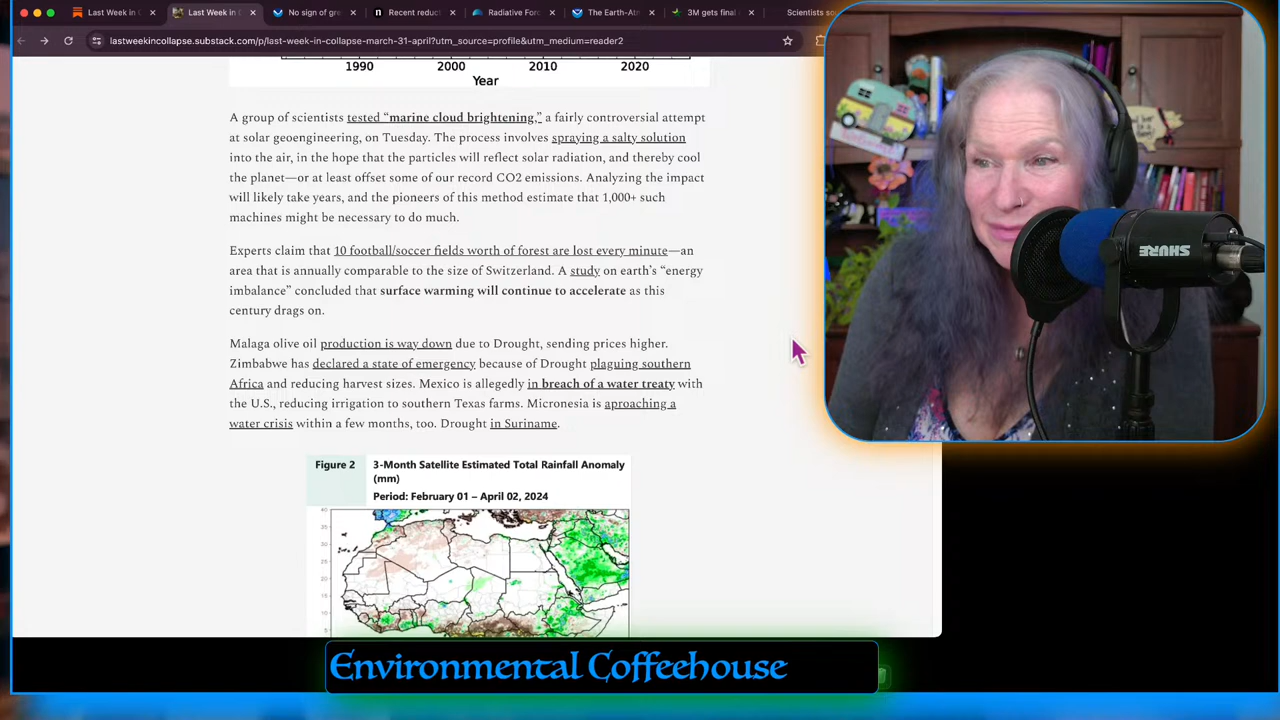 Last Week in C
Last Week in C
No sign of gre
Recent reduct
Radiative For
The Earth-At
3M gets final
Scientists so
lastweekincollapse.substack.com/p/last-week-in-collapse-march-31-april?utm_source=profile&utm_medium=reader2
1990 2000 2010 2020
Year
A group of scientists tested “marine cloud brightening,” a fairly controversial attempt
at solar geoengineering, on Tuesday. The process involves spraying a salty solution
into the air, in the hope that the particles will reflect solar radiation, and thereby cool
the planet—or at least offset some of our record CO2 emissions. Analyzing the impact
will likely take years, and the pioneers of this method estimate that 1,000+ such
machines might be necessary to do much.
Experts claim that 10 football/soccer fields worth of forest are lost every minute—an
area that is annually comparable to the size of Switzerland. A study on earth’s “energy
imbalance” concluded that surface warming will continue to accelerate as this
century drags on.
Malaga olive oil production is way down due to Drought, sending prices higher.
Zimbabwe has declared a state of emergency because of Drought plaguing southern
Africa and reducing harvest sizes. Mexico is allegedly in breach of a water treaty with
the U.S., reducing irrigation to southern Texas farms. Micronesia is aproaching a
water crisis within a few months, too. Drought in Suriname.
Figure 2
3-Month Satellite Estimated Total Rainfall Anomaly
(mm)
Period: February 01 – April 02, 2024
40
35
30
25
20
15
10
5
SHURE
Environmental Coffeehouse